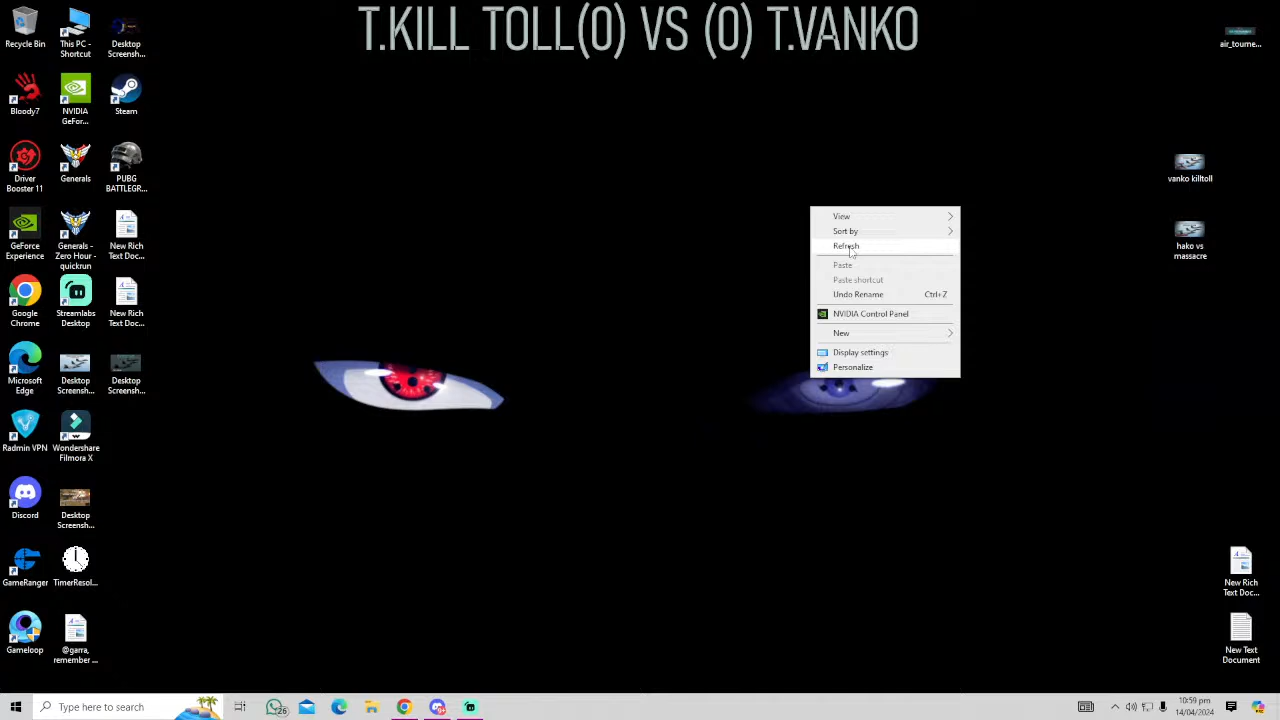 T.KILL TOLL(0) VS (0) T.VANKO
Recycle Bin
This PC -
Shortcut
Desktop
Screensh...
air_tourne...
Bloody7
NVIDIA
GeFor...
Steam
Driver
Booster 11
Generals
PUBG
BATTLEGR...
vanko killtoll
GeForce
Experience
Generals -
Zero Hour -
quickrun
New Rich
Text Doc...
hako vs
massacre
View
Sort by
Refresh
Paste
Paste shortcut
Undo Rename Ctrl+Z
NVIDIA Control Panel
New
Display settings
Personalize
Google
Chrome
Streamlabs
Desktop
New Rich
Text Doc...
Microsoft
Edge
Desktop
Screensh...
Desktop
Screensh...
Radmin VPN
Wondershare
Filmora X
Discord
Desktop
Screensh...
GameRanger
TimerResol...
New Rich
Text Doc...
Gameloop
@garra,
remember ...
New Text
Document
Type here to search
26
10:59 pm
14/04/2024